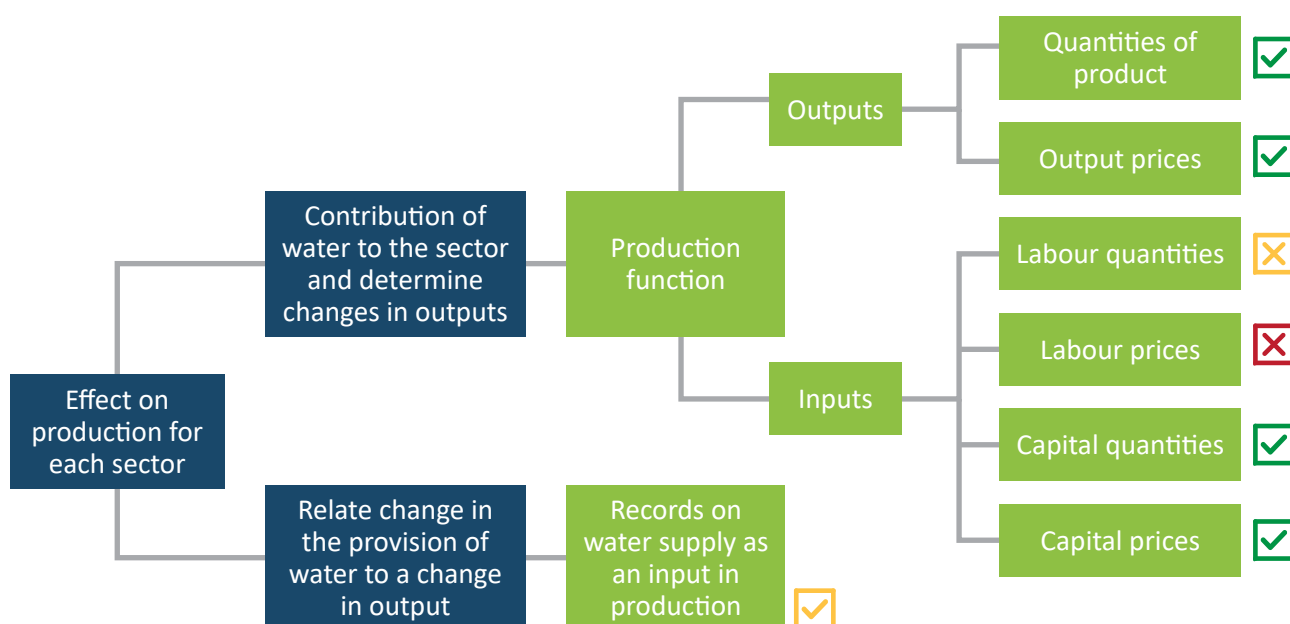 Effect on
production for
each sector
Contribution of
water to the sector
and determine
changes in outputs
Relate change in
the provision of
water to a change
in output
Production
function
Records on
water supply as
an input in
production
Outputs
Inputs
Quantities of
product
Output prices
Labour quantities
Labour prices
Capital quantities
Capital prices